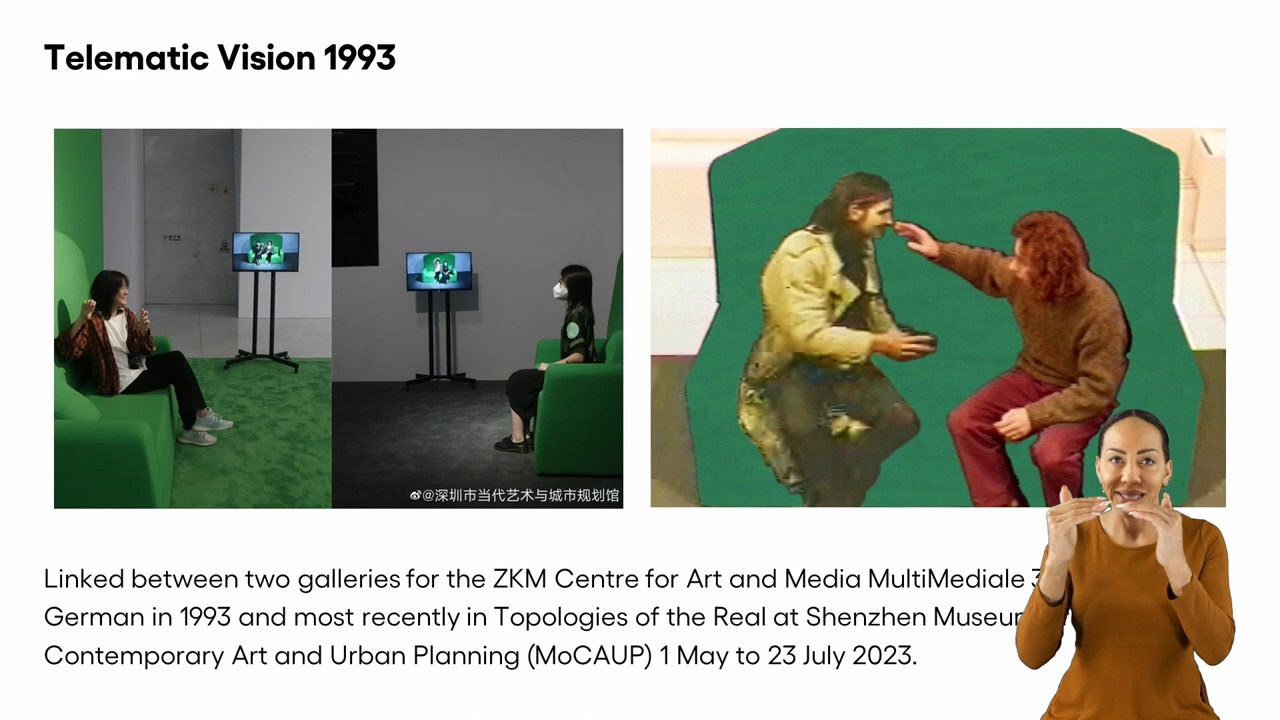 Telematic Vision 1993
@深圳市当代艺术与城市规划馆
Linked between two galleries for the ZKM Centre for Art and Media MultiMediale
German in 1993 and most recently in Topologies of the Real at Shenzhen
Contemporary Art and Urban Planning (MoCAUP) 1 May to 23 July 2023.